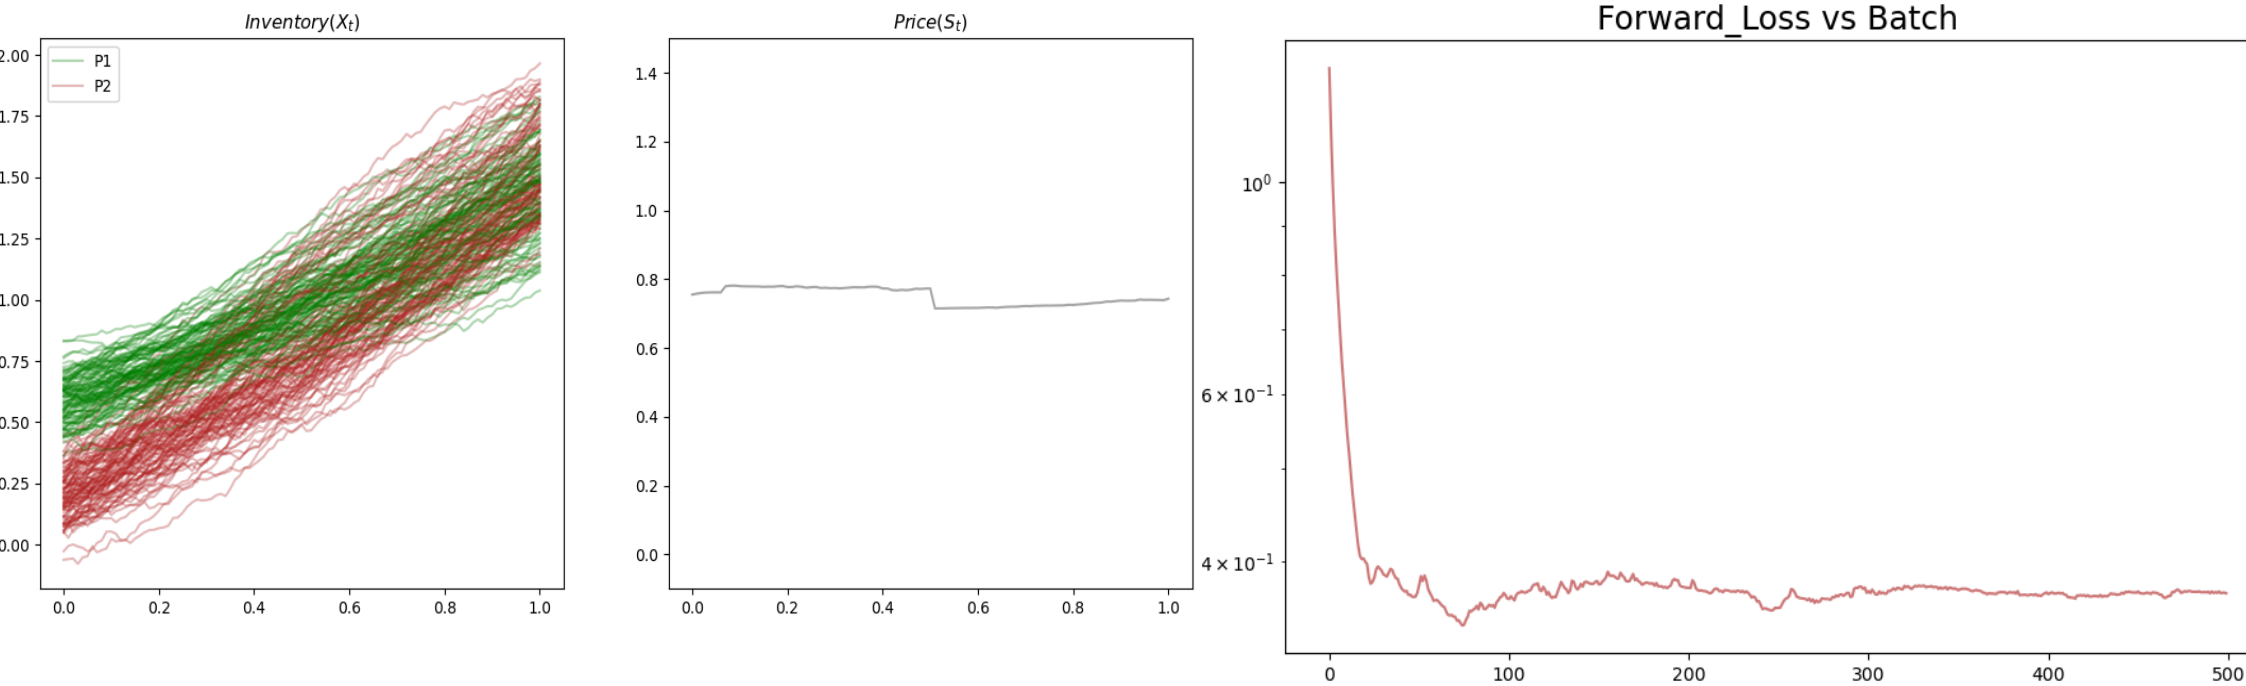 Inventory(Xt)
P1
P2
2.00
1.75
1.50
1.25
1.00
0.75
0.50
0.25
0.00
0.0 0.2 0.4 0.6 0.8 1.0
Price(St)
1.4
1.2
1.0
0.8
0.6
0.4
0.2
0.0
0.0 0.2 0.4 0.6 0.8 1.0
Forward_Loss vs Batch
10⁰
6 × 10⁻¹
4 × 10⁻¹
0 100 200 300 400 500